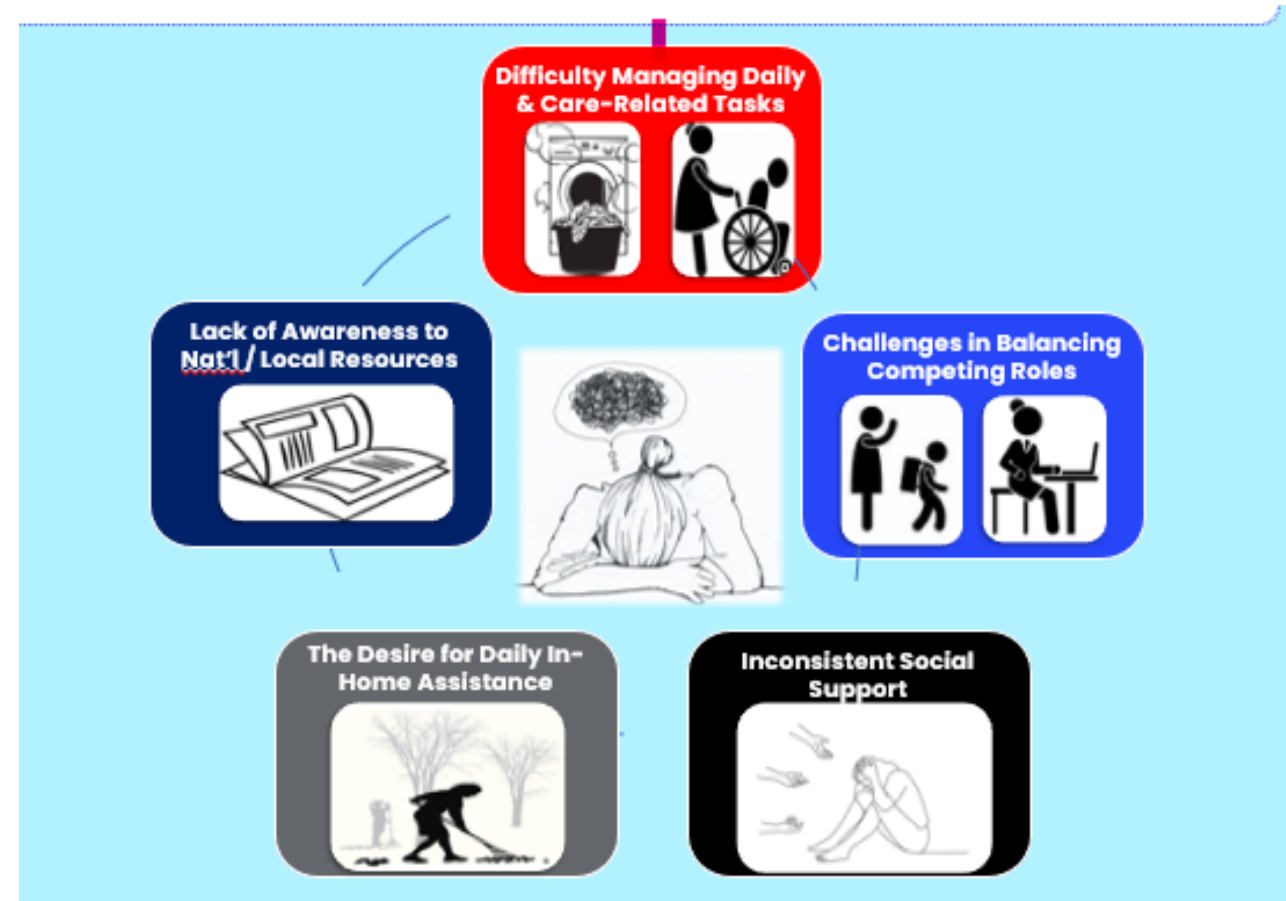 Difficulty Managing Daily
& Care-Related Tasks
Lack of Awareness to
Nat'l / Local Resources
Challenges in Balancing
Competing Roles
The Desire for Daily In-
Home Assistance
Inconsistent Social
Support